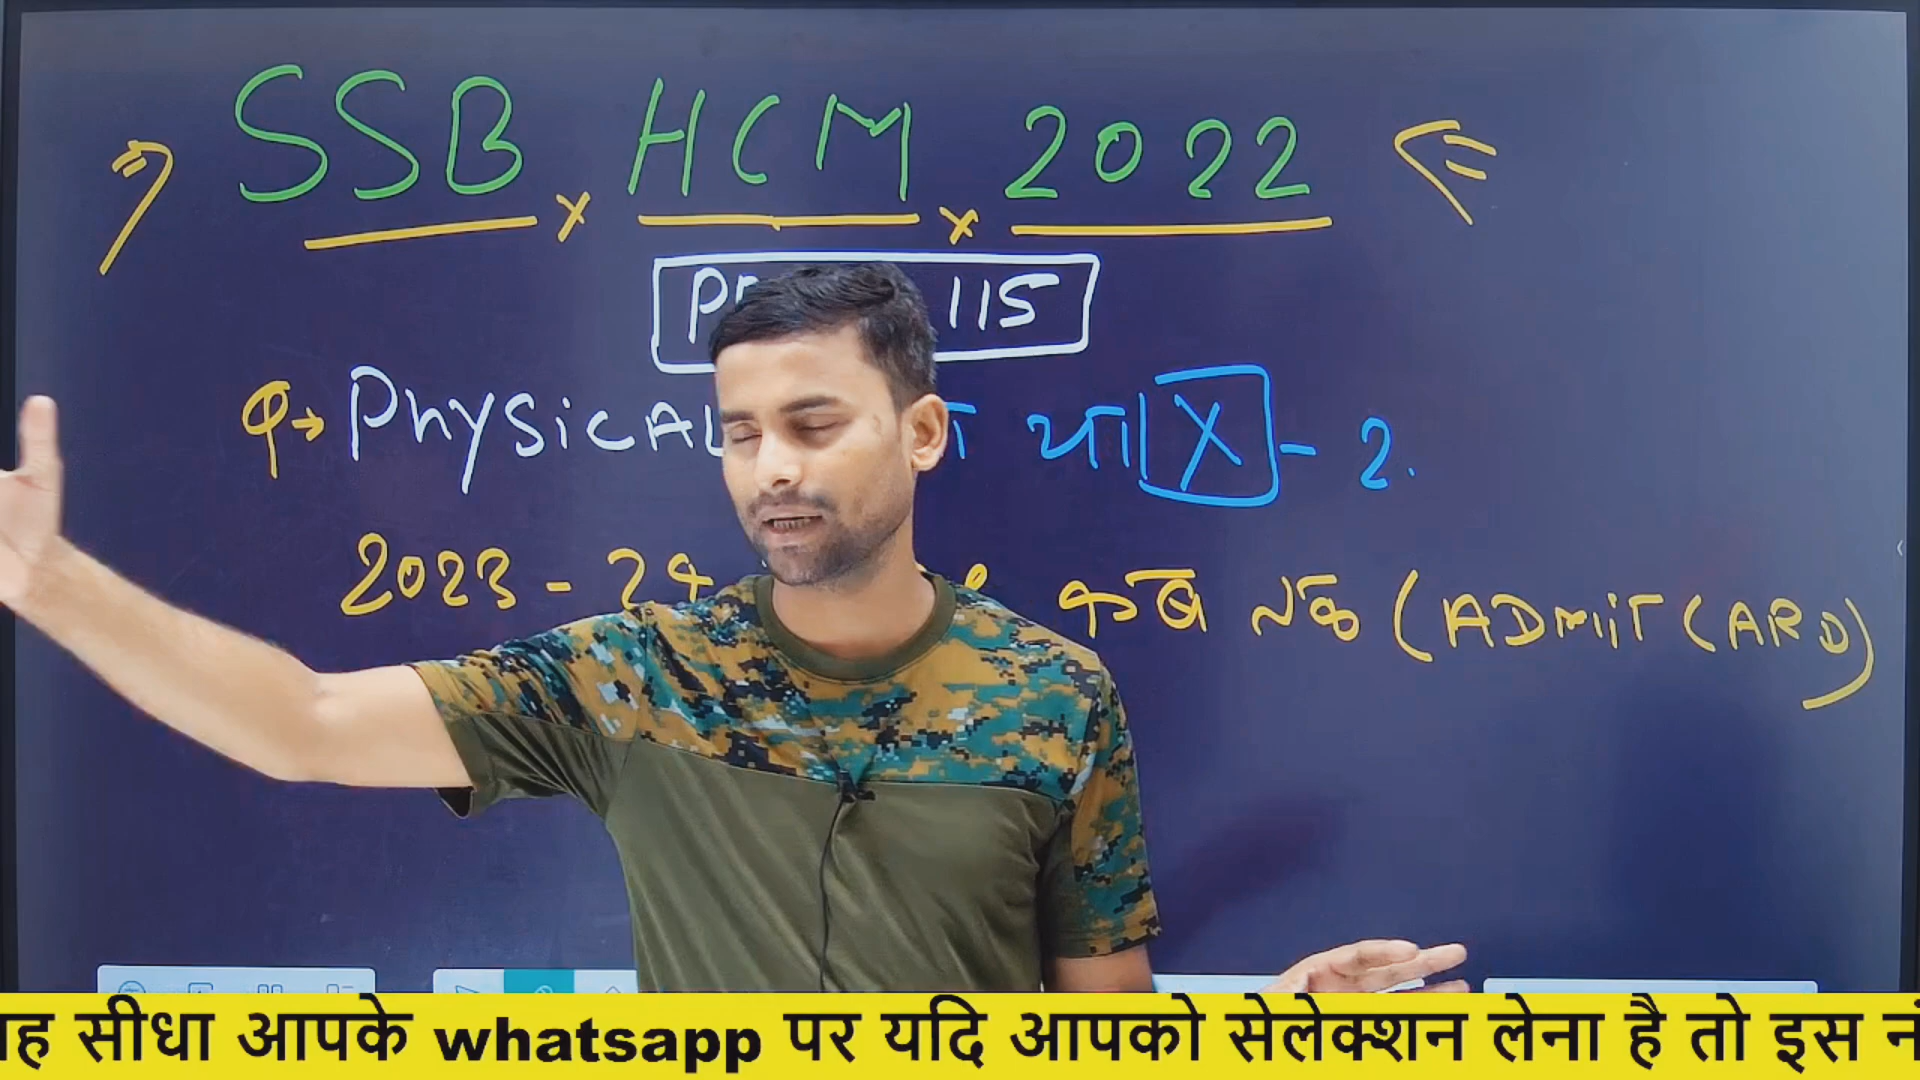 SSB × HCM × 2022
115
φ→ Physical या X - 2.
2023 - 24 कब तक (ADMIT CARD)
सीधा आपके whatsapp पर यदि आपको सेलेक्शन लेना है तो इस